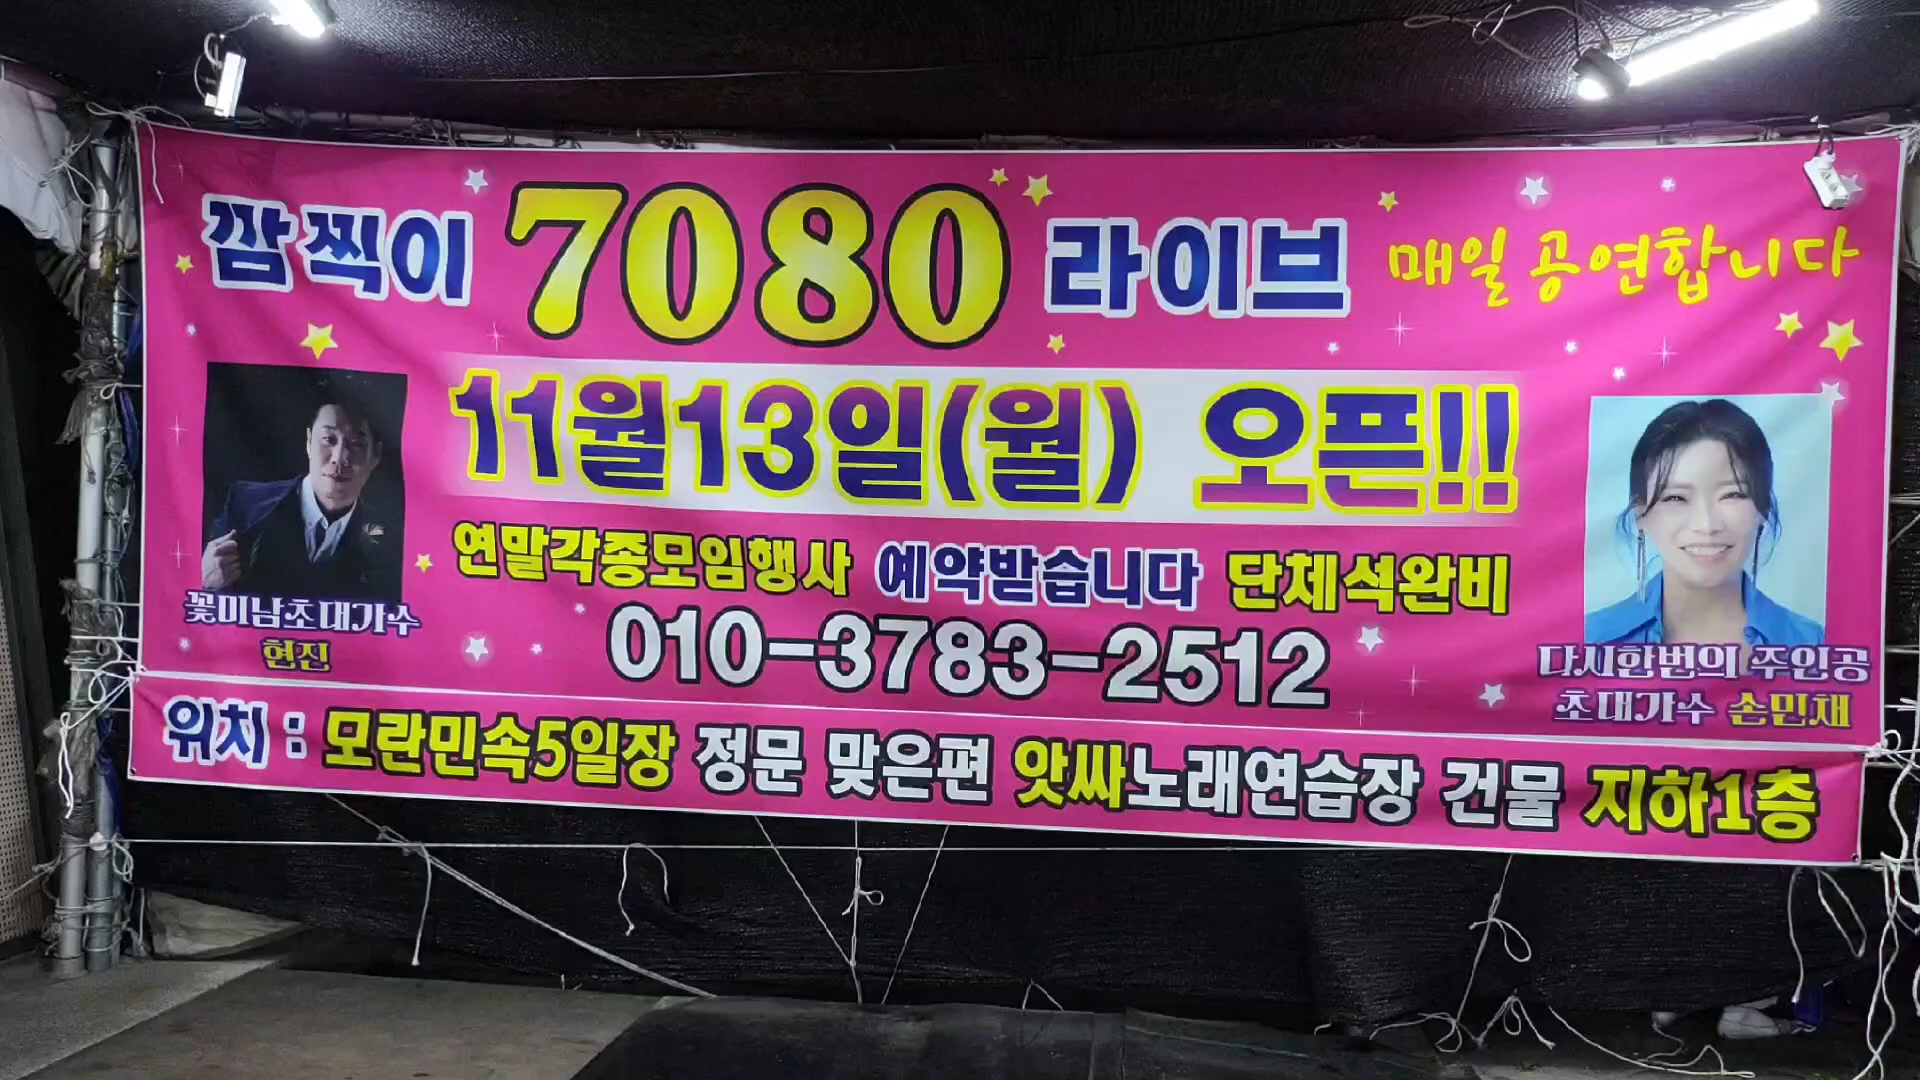 깜찍이 7080 라이브 매일 공연합니다
11월13일(월) 오픈!!
연말각종모임행사 예약받습니다 단체석완비
010-3783-2512
꽃미남초대가수
현진
다시한번의 주인공
초대가수 손민채
위치 : 모란민속5일장 정문 맞은편 앗싸노래연습장 건물 지하1층